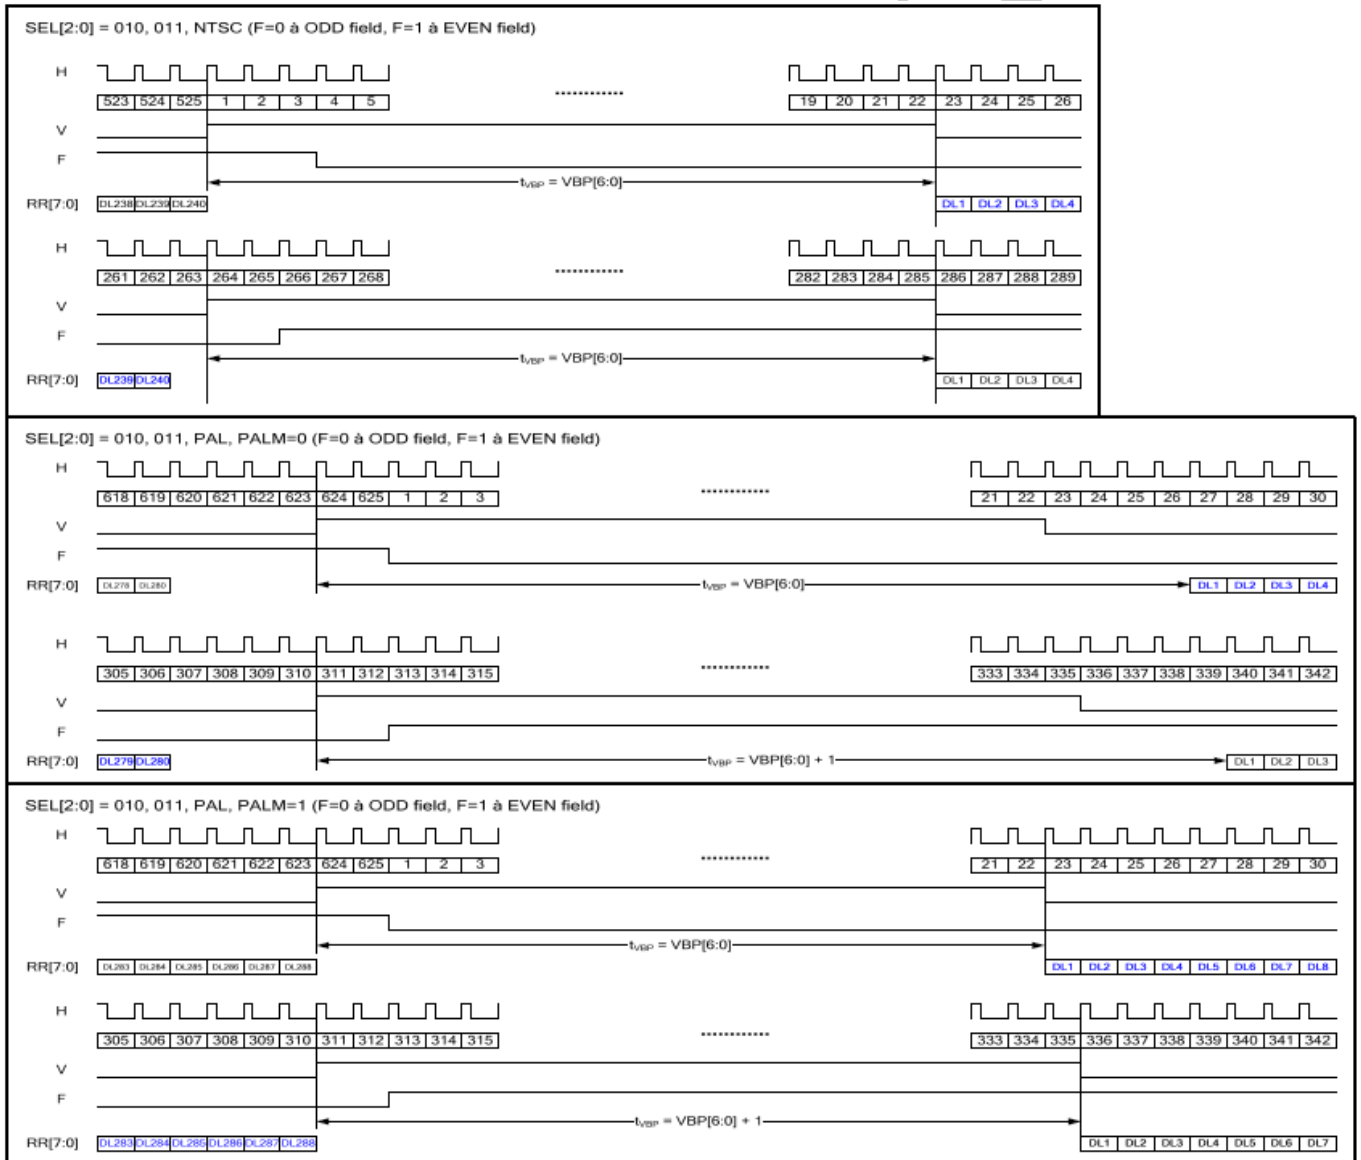 SEL[2:0] = 010, 011, NTSC (F=0 à ODD field, F=1 à EVEN field)
H
523 524 525 1 2 3 4 5 ............ 19 20 21 22 23 24 25 26
V
F
tVBP = VBP[6:0]
RR[7:0] DL238 DL239 DL240 DL1 DL2 DL3 DL4
H
261 262 263 264 265 266 267 268 ............ 282 283 284 285 286 287 288 289
V
F
tVBP = VBP[6:0]
RR[7:0] DL239 DL240 DL1 DL2 DL3 DL4
SEL[2:0] = 010, 011, PAL, PALM=0 (F=0 à ODD field, F=1 à EVEN field)
H
618 619 620 621 622 623 624 625 1 2 3 ............ 21 22 23 24 25 26 27 28 29 30
V
F
RR[7:0] DL278 DL280 tVBP = VBP[6:0] DL1 DL2 DL3 DL4
H
305 306 307 308 309 310 311 312 313 314 315 ............ 333 334 335 336 337 338 339 340 341 342
V
F
RR[7:0] DL279 DL280 tVBP = VBP[6:0] + 1 DL1 DL2 DL3
SEL[2:0] = 010, 011, PAL, PALM=1 (F=0 à ODD field, F=1 à EVEN field)
H
618 619 620 621 622 623 624 625 1 2 3 ............ 21 22 23 24 25 26 27 28 29 30
V
F
tVBP = VBP[6:0]
RR[7:0] DL283 DL284 DL285 DL286 DL287 DL288 DL1 DL2 DL3 DL4 DL5 DL6 DL7 DL8
H
305 306 307 308 309 310 311 312 313 314 315 ............ 333 334 335 336 337 338 339 340 341 342
V
F
tVBP = VBP[6:0] + 1
RR[7:0] DL283 DL284 DL285 DL286 DL287 DL288 DL1 DL2 DL3 DL4 DL5 DL6 DL7